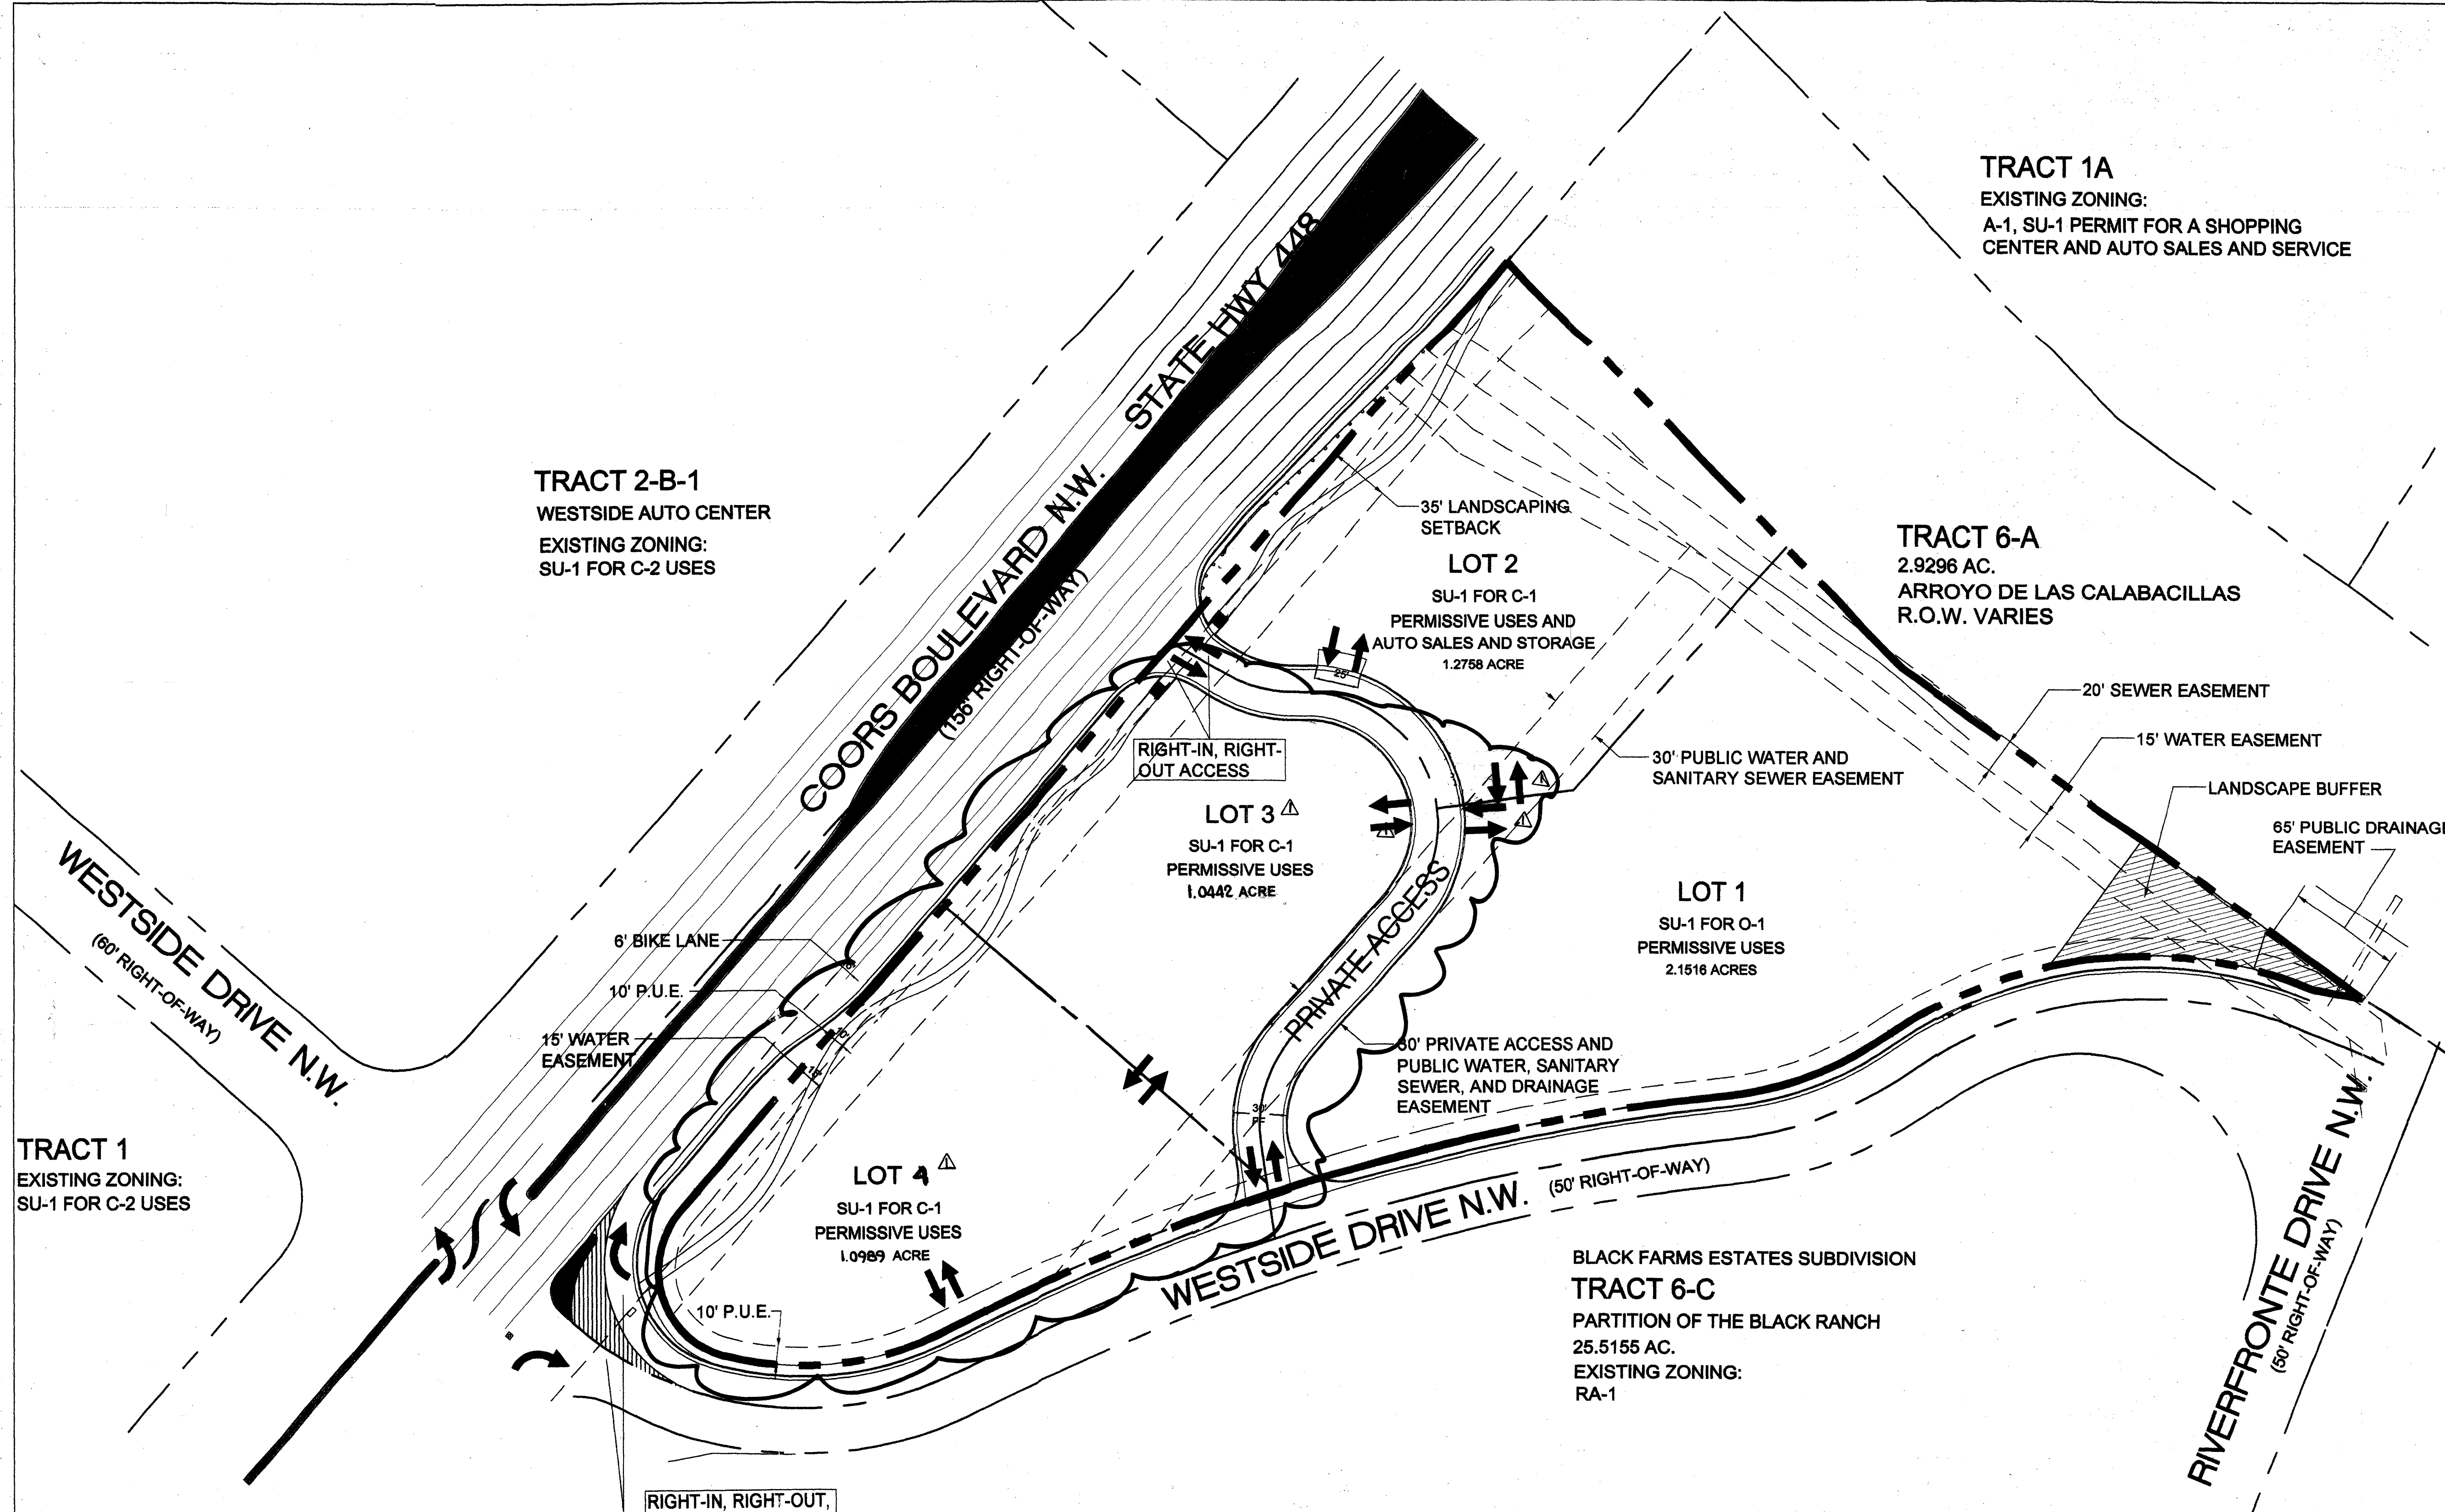 TRACT 1A
EXISTING ZONING:
A-1, SU-1 PERMIT FOR A SHOPPING
CENTER AND AUTO SALES AND SERVICE
STATE HWY 448
COORS BOULEVARD N.W.
(156' RIGHT-OF-WAY)
TRACT 2-B-1
WESTSIDE AUTO CENTER
EXISTING ZONING:
SU-1 FOR C-2 USES
35' LANDSCAPING
SETBACK
LOT 2
SU-1 FOR C-1
PERMISSIVE USES AND
AUTO SALES AND STORAGE
1.2758 ACRE
25'
TRACT 6-A
2.9296 AC.
ARROYO DE LAS CALABACILLAS
R.O.W. VARIES
20' SEWER EASEMENT
15' WATER EASEMENT
LANDSCAPE BUFFER
65' PUBLIC DRAINAGE
EASEMENT
RIGHT-IN, RIGHT-
OUT ACCESS
30' PUBLIC WATER AND
SANITARY SEWER EASEMENT
LOT 3
SU-1 FOR C-1
PERMISSIVE USES
1.0442 ACRE
LOT 1
SU-1 FOR O-1
PERMISSIVE USES
2.1516 ACRES
PRIVATE ACCESS
WESTSIDE DRIVE N.W.
(60' RIGHT-OF-WAY)
6' BIKE LANE
10' P.U.E.
10'
15' WATER
EASEMENT
15'
PRIVATE ACCESS AND
PUBLIC WATER, SANITARY
SEWER, AND DRAINAGE
EASEMENT
30'
TRACT 1
EXISTING ZONING:
SU-1 FOR C-2 USES
LOT 4
SU-1 FOR C-1
PERMISSIVE USES
1.0989 ACRE
10' P.U.E.
WESTSIDE DRIVE N.W.
(50' RIGHT-OF-WAY)
BLACK FARMS ESTATES SUBDIVISION
TRACT 6-C
PARTITION OF THE BLACK RANCH
25.5155 AC.
EXISTING ZONING:
RA-1
RIVERFRONTE DRIVE N.W.
(50' RIGHT-OF-WAY)
RIGHT-IN, RIGHT-OUT,